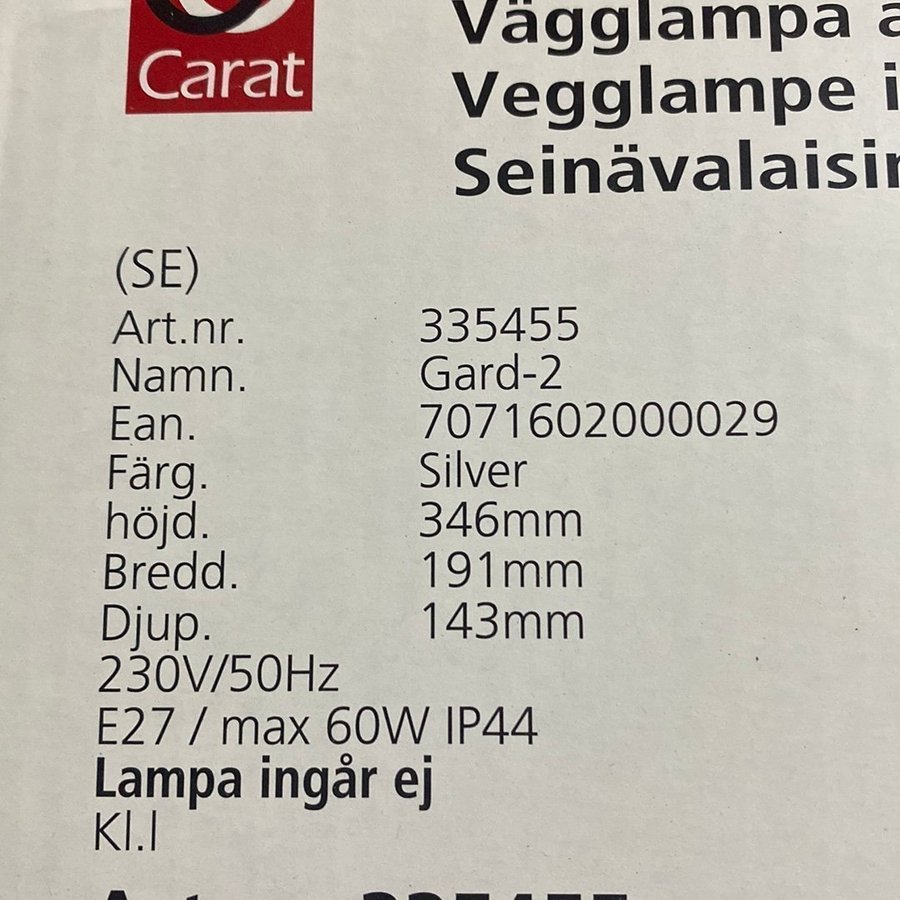 Carat
Vägglampa
Vegglampe
(SE)
Art.nr. 335455
Namn. Gard-2
Ean. 7071602000029
Färg. Silver
höjd. 346mm
Bredd. 191mm
Djup. 143mm
230V/50Hz
E27 / max 60W IP44
Lampa ingår ej
Kl.I